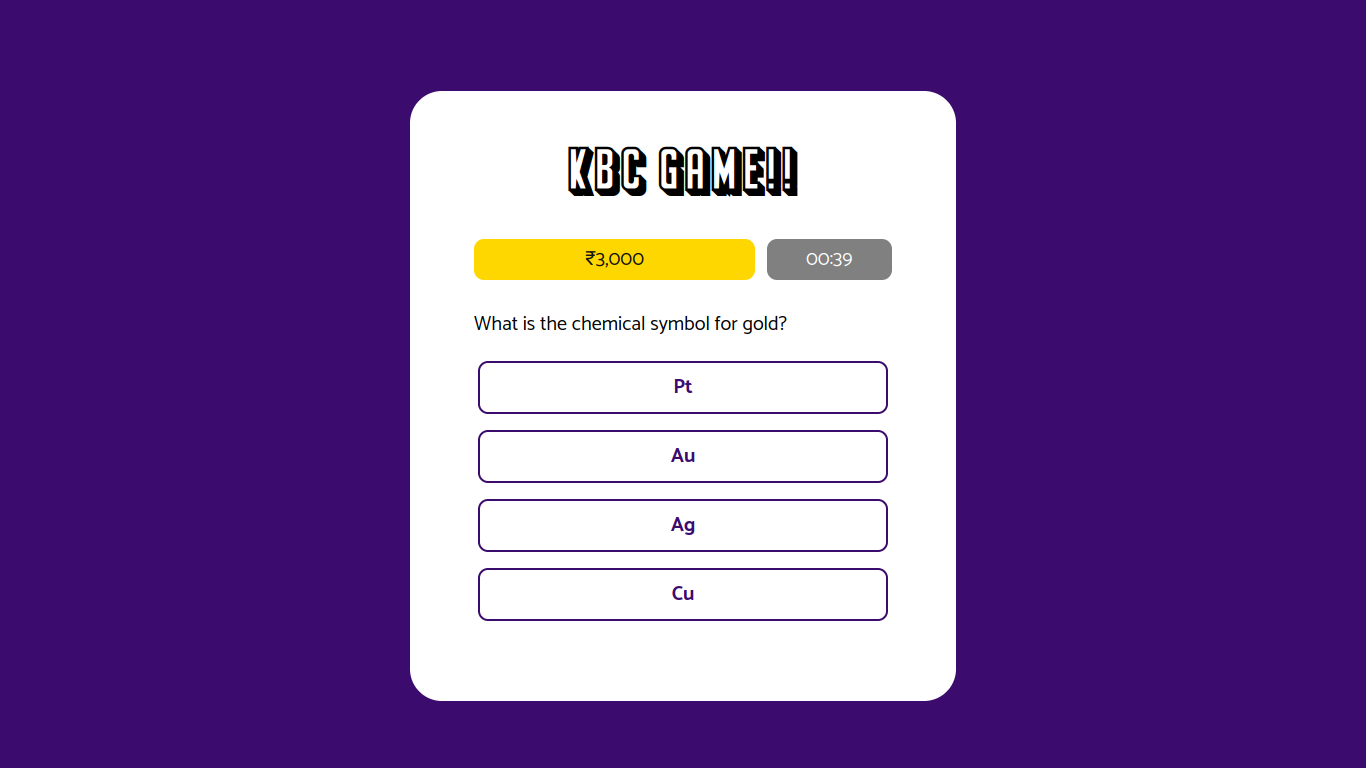 KBC GAME!!
₹3,000
00:39
What is the chemical symbol for gold?
Pt
Au
Ag
Cu